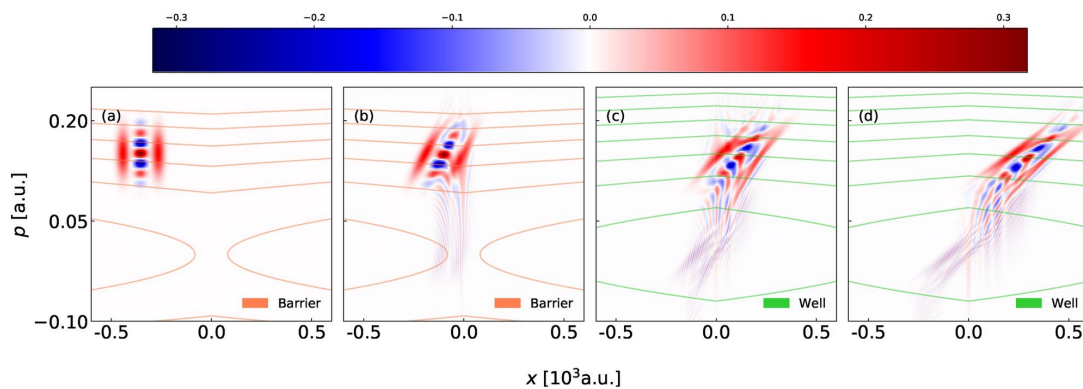 −0.3 −0.2 −0.1 0.0 0.1 0.2 0.3
(a) (b) (c) (d)
0.20
0.05
−0.10
p [a.u.]
Barrier Barrier Well Well
−0.5 0.0 0.5 −0.5 0.0 0.5 −0.5 0.0 0.5 -0.5 0.0 0.5
x [10³a.u.]